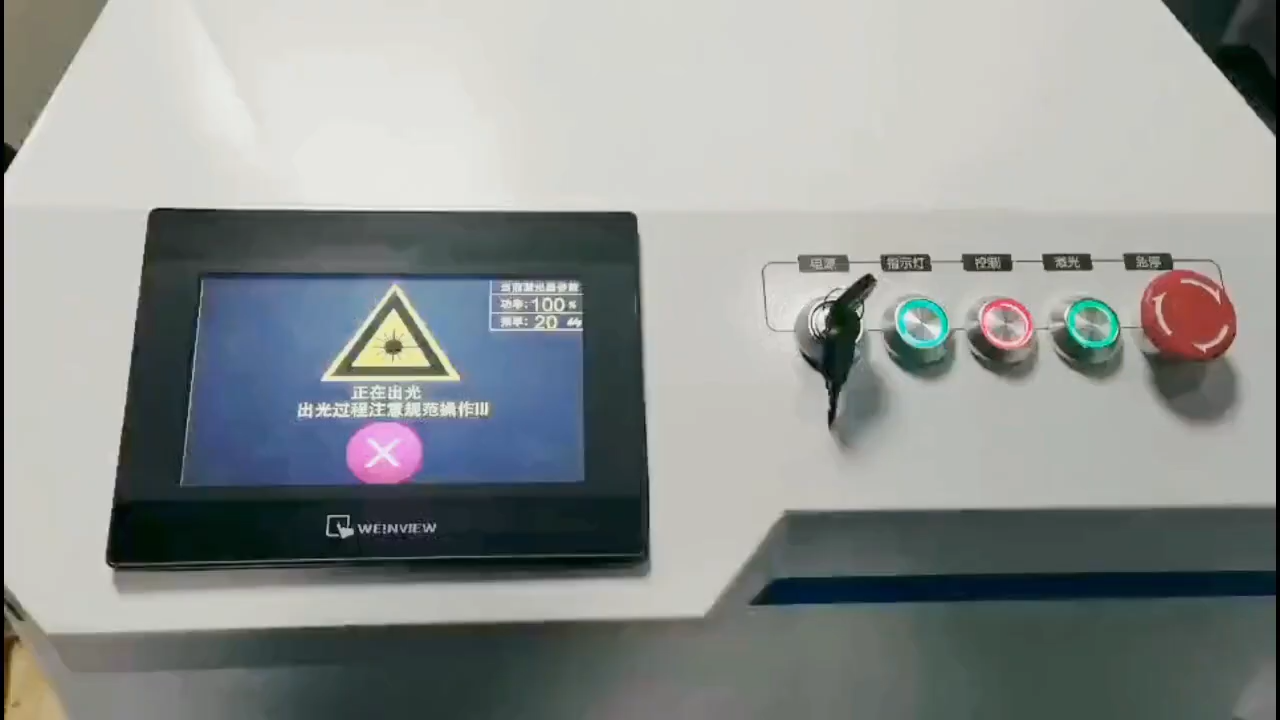 当前激光器参数
功率:100%
频率:20
正在出光
出光过程注意规范操作!!!
WEINVIEW
电源 指示灯 控制 激光 急停